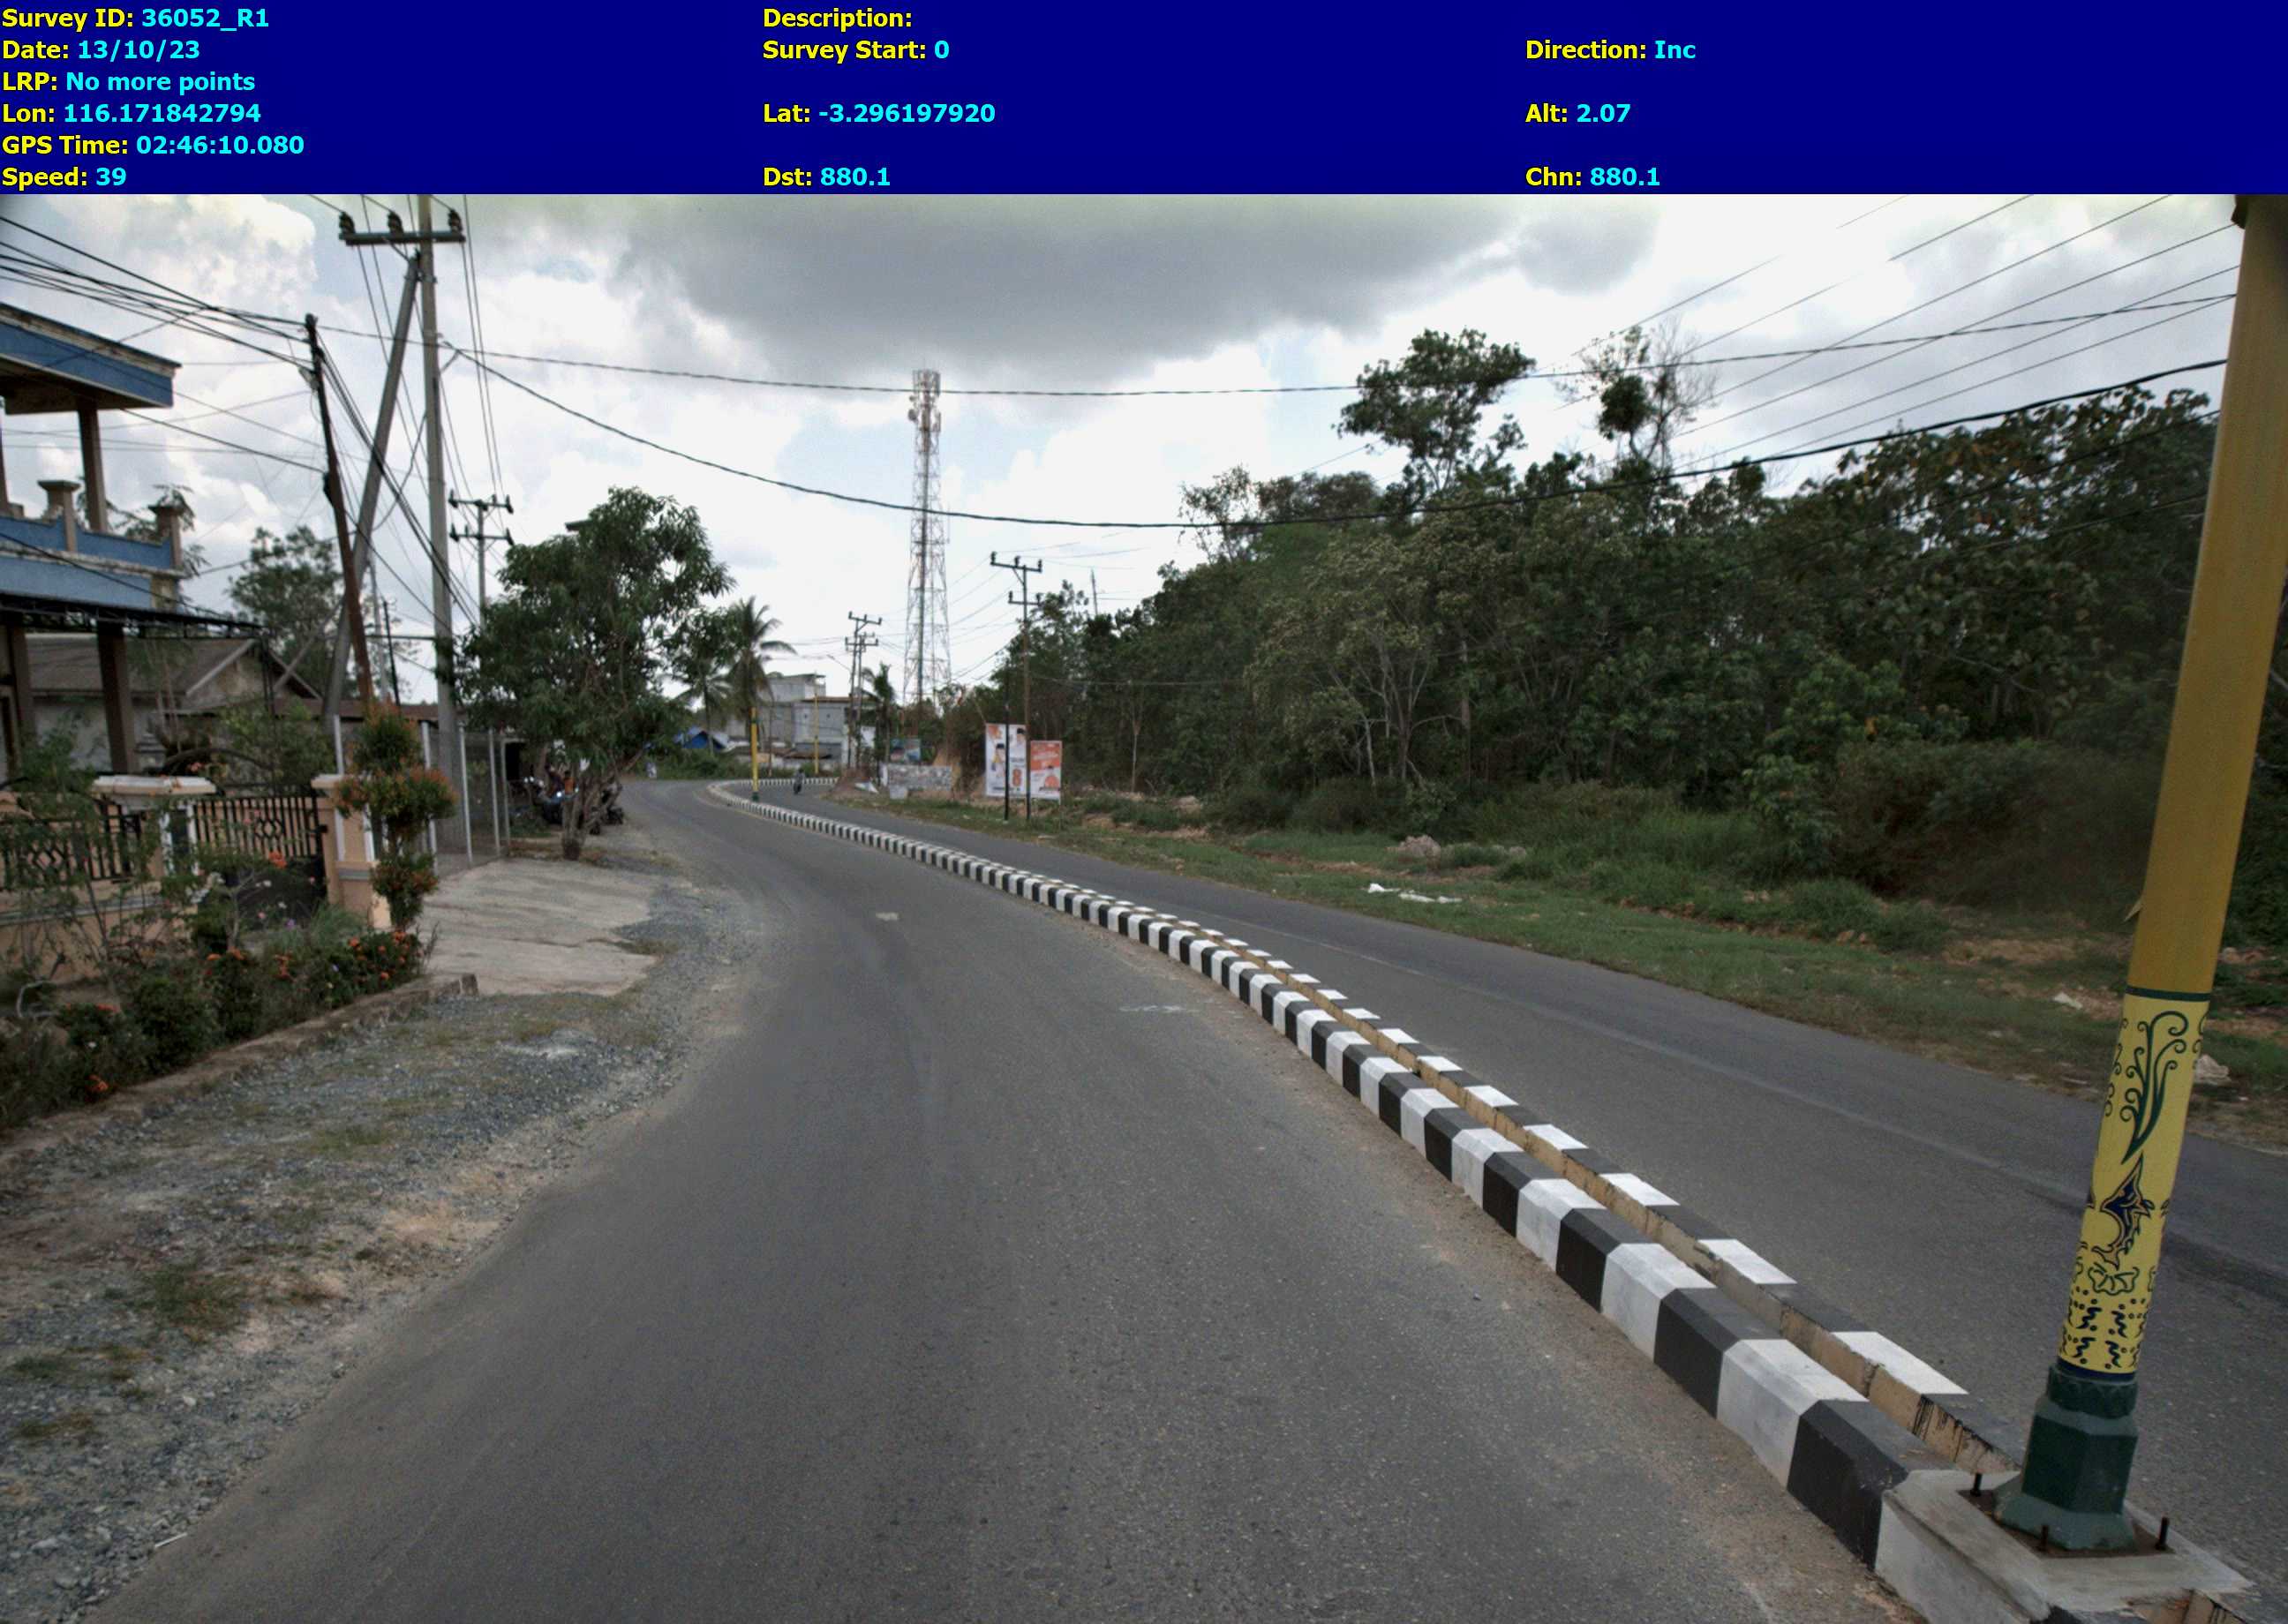 Survey ID: 36052_R1
Description:
Date: 13/10/23
Survey Start: 0
Direction: Inc
LRP: No more points
Lon: 116.171842794
Lat: -3.296197920
Alt: 2.07
GPS Time: 02:46:10.080
Speed: 39
Dst: 880.1
Chn: 880.1
8